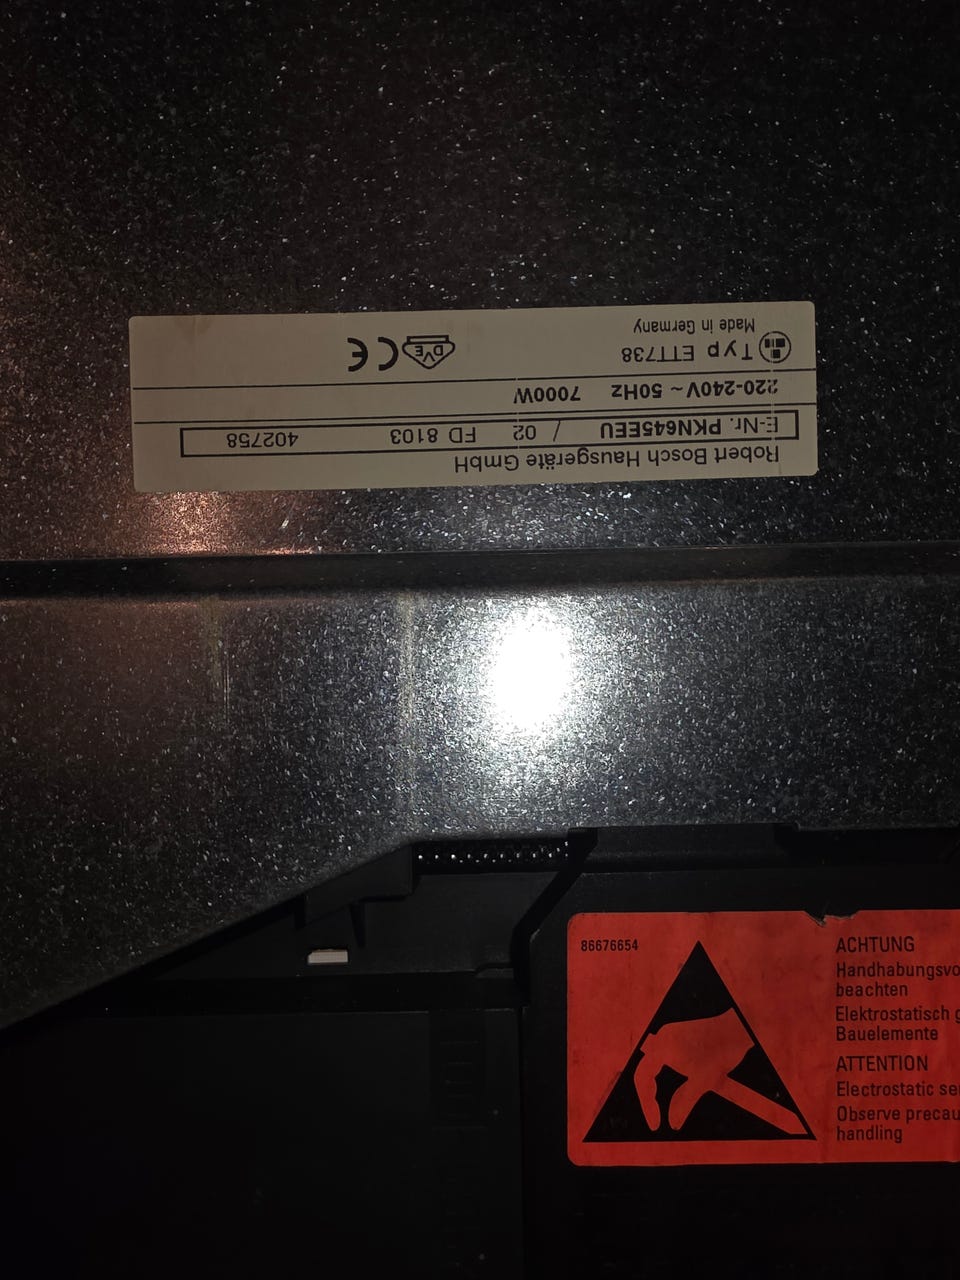 Robert Bosch Hausgeräte GmbH
E-Nr. PKN645EEU / 02 FD 8103 402758
220-240V ~ 50Hz 7000W
Typ ETT738
DVE CE
Made in Germany
86676654
ACHTUNG
Handhabungsvo
beachten
Elektrostatisch g
Bauelemente
ATTENTION
Electrostatic se
Observe precau
handling